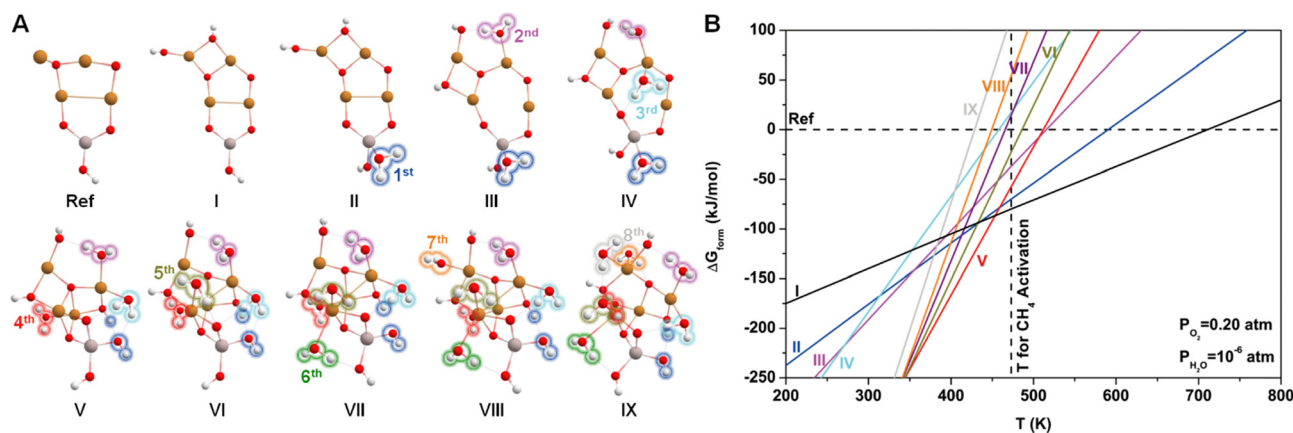 A
2nd
3rd
1st
Ref
I
II
III
IV
5th
7th
8th
4th
6th
V
VI
VII
VIII
IX
B
ΔGform (kJ/mol)
100
50
0
-50
-100
-150
-200
-250
Ref
IX
VIII
VII
VI
V
I
II
III
IV
T for CH4 Activation
PO2=0.20 atm
PH2O=10-6 atm
200
300
400
500
600
700
800
T (K)